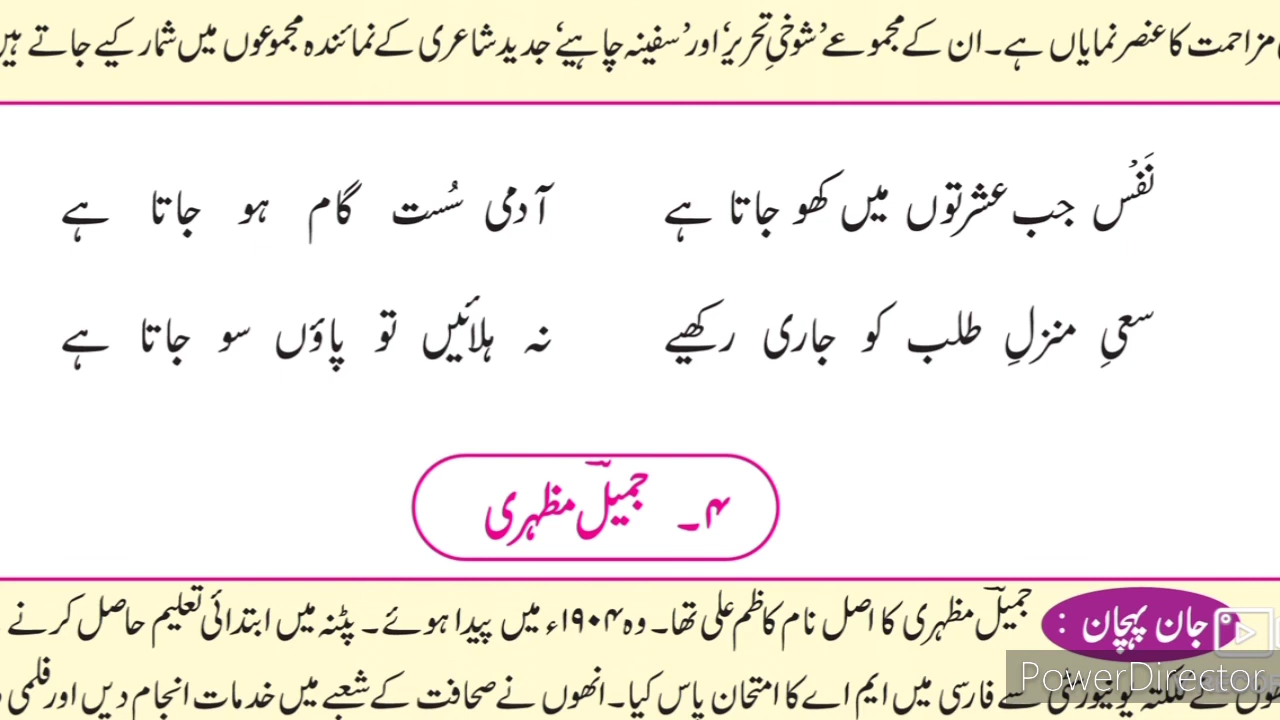 مزاحمت کا عنصر نمایاں ہے۔ ان کے مجموعے ’شوخیِ تحریر‘ اور ’سفینہ چاہیے‘ جدید شاعری کے نمائندہ مجموعوں میں شمار کیے جاتے ہیں
نَفْس جب عشرتوں میں کھو جاتا ہے آدمی سُست گام ہو جاتا ہے
سعیِ منزلِ طلب کو جاری رکھیے نہ ہلائیں تو پاؤں سو جاتا ہے
۴۔ جمیلؔ مظہری
جان پہچان : جمیلؔ مظہری کا اصل نام کاظم علی تھا۔ وہ ۱۹۰۴ء میں پیدا ہوئے۔ پٹنہ میں ابتدائی تعلیم حاصل کرنے
کلکتہ یونیورسٹی سے فارسی میں ایم اے کا امتحان پاس کیا۔ انھوں نے صحافت کے شعبے میں خدمات انجام دیں اور فلمی
PowerDirector